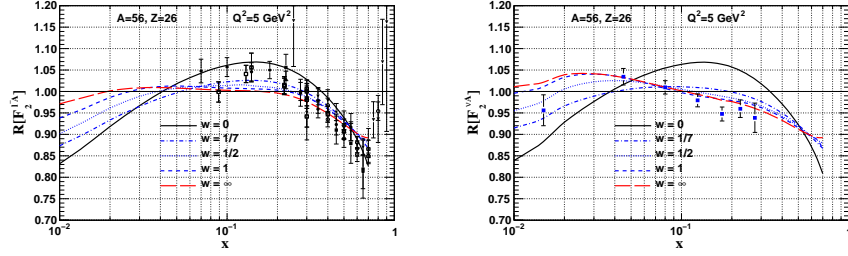 A=56, Z=26 Q²=5 GeV²
R[F₂^{lA}]
1.20
1.15
1.10
1.05
1.00
0.95
0.90
0.85
0.80
0.75
0.70
w = 0
w = 1/7
w = 1/2
w = 1
w = ∞
10⁻² 10⁻¹ 1
x
A=56, Z=26 Q²=5 GeV²
R[F₂^{νA}]
1.20
1.15
1.10
1.05
1.00
0.95
0.90
0.85
0.80
0.75
0.70
w = 0
w = 1/7
w = 1/2
w = 1
w = ∞
10⁻² 10⁻¹ 1
x